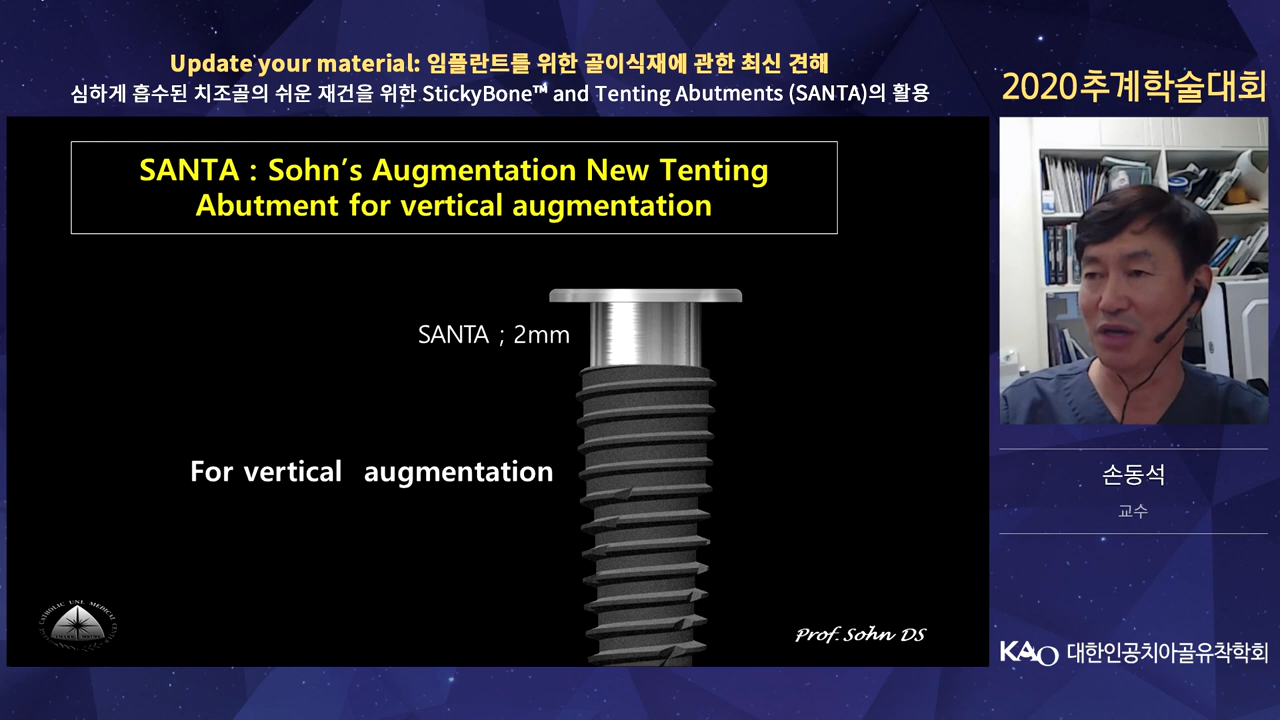 Update your material: 임플란트를 위한 골이식재에 관한 최신 견해
심하게 흡수된 치조골의 쉬운 재건을 위한 StickyBone™ and Tenting Abutments (SANTA)의 활용
2020추계학술대회
SANTA : Sohn's Augmentation New Tenting
Abutment for vertical augmentation
SANTA ; 2mm
For vertical augmentation
CATHOLIC UNI. MEDICAL
Prof. Sohn DS
손동석
교수
KAO 대한인공치아골유착학회